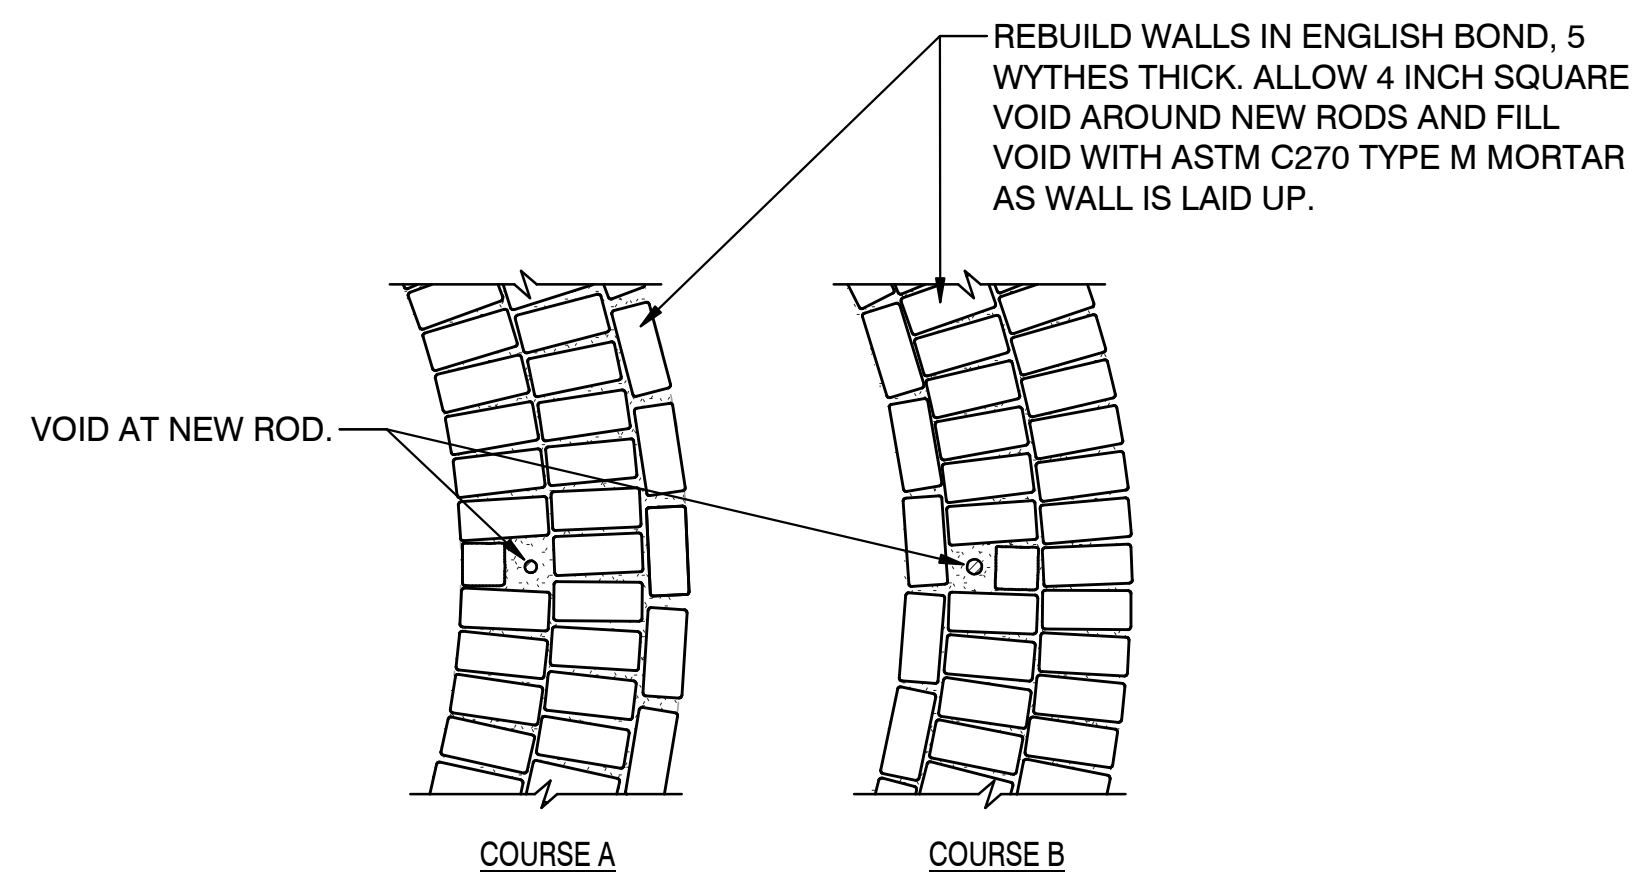 REBUILD WALLS IN ENGLISH BOND, 5
WYTHES THICK. ALLOW 4 INCH SQUARE
VOID AROUND NEW RODS AND FILL
VOID WITH ASTM C270 TYPE M MORTAR
AS WALL IS LAID UP.
VOID AT NEW ROD.
COURSE A
COURSE B